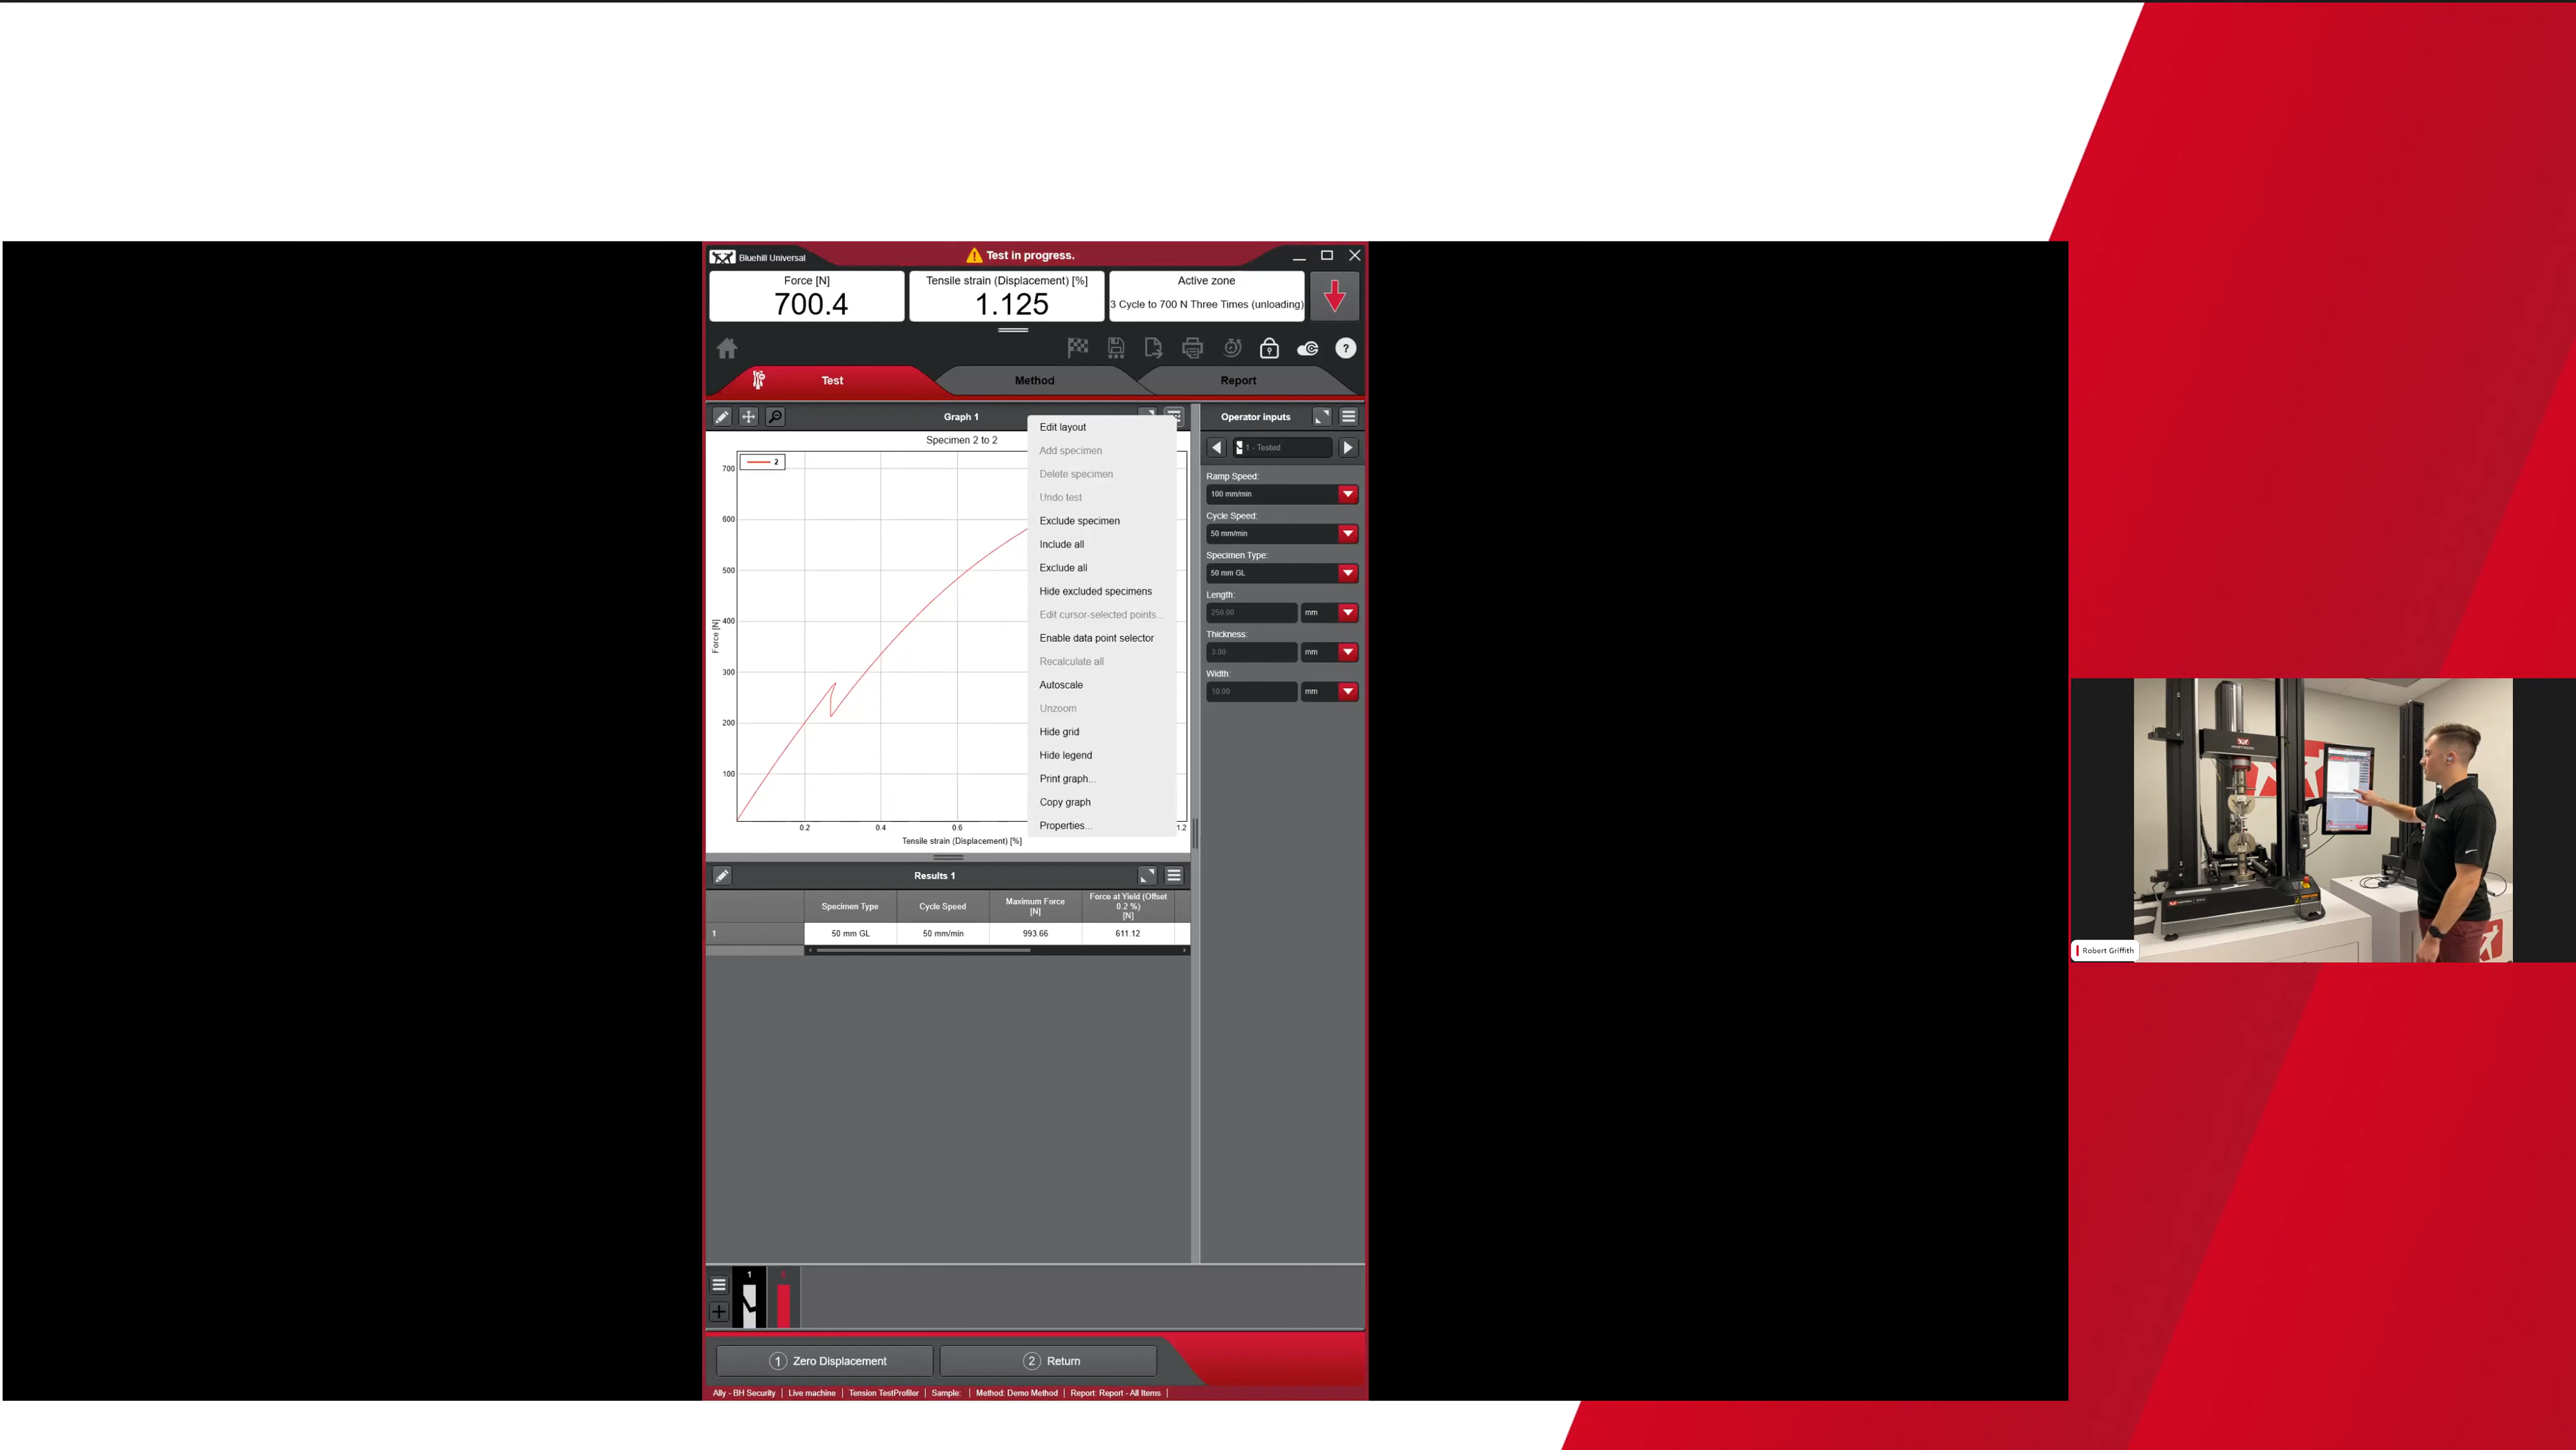 Bluehill Universal
Test in progress.
Force [N]
700.4
Tensile strain (Displacement) [%]
1.125
Active zone
3 Cycle to 700 N Three Times (unloading)
?
Test
Method
Report
Graph 1
Specimen 2 to 2
2
700
600
500
400
300
200
100
Force [N]
0.2
0.4
0.6
1.2
Tensile strain (Displacement) [%]
Edit layout
Add specimen
Delete specimen
Undo test
Exclude specimen
Include all
Exclude all
Hide excluded specimens
Edit cursor-selected points...
Enable data point selector
Recalculate all
Autoscale
Unzoom
Hide grid
Hide legend
Print graph...
Copy graph
Properties...
Operator inputs
1 - Tested
Ramp Speed:
100 mm/min
Cycle Speed:
50 mm/min
Specimen Type:
50 mm GL
Length:
250.00 mm
Thickness:
3.00 mm
Width:
10.00 mm
Results 1
Specimen Type
Cycle Speed
Maximum Force
[N]
Force at Yield (Offset
0.2 %)
[N]
1
50 mm GL
50 mm/min
993.66
611.12
1
1 Zero Displacement
2 Return
Ally - BH Security | Live machine | Tension TestProfiler | Sample: | Method: Demo Method | Report: Report - All Items |
Robert Griffith